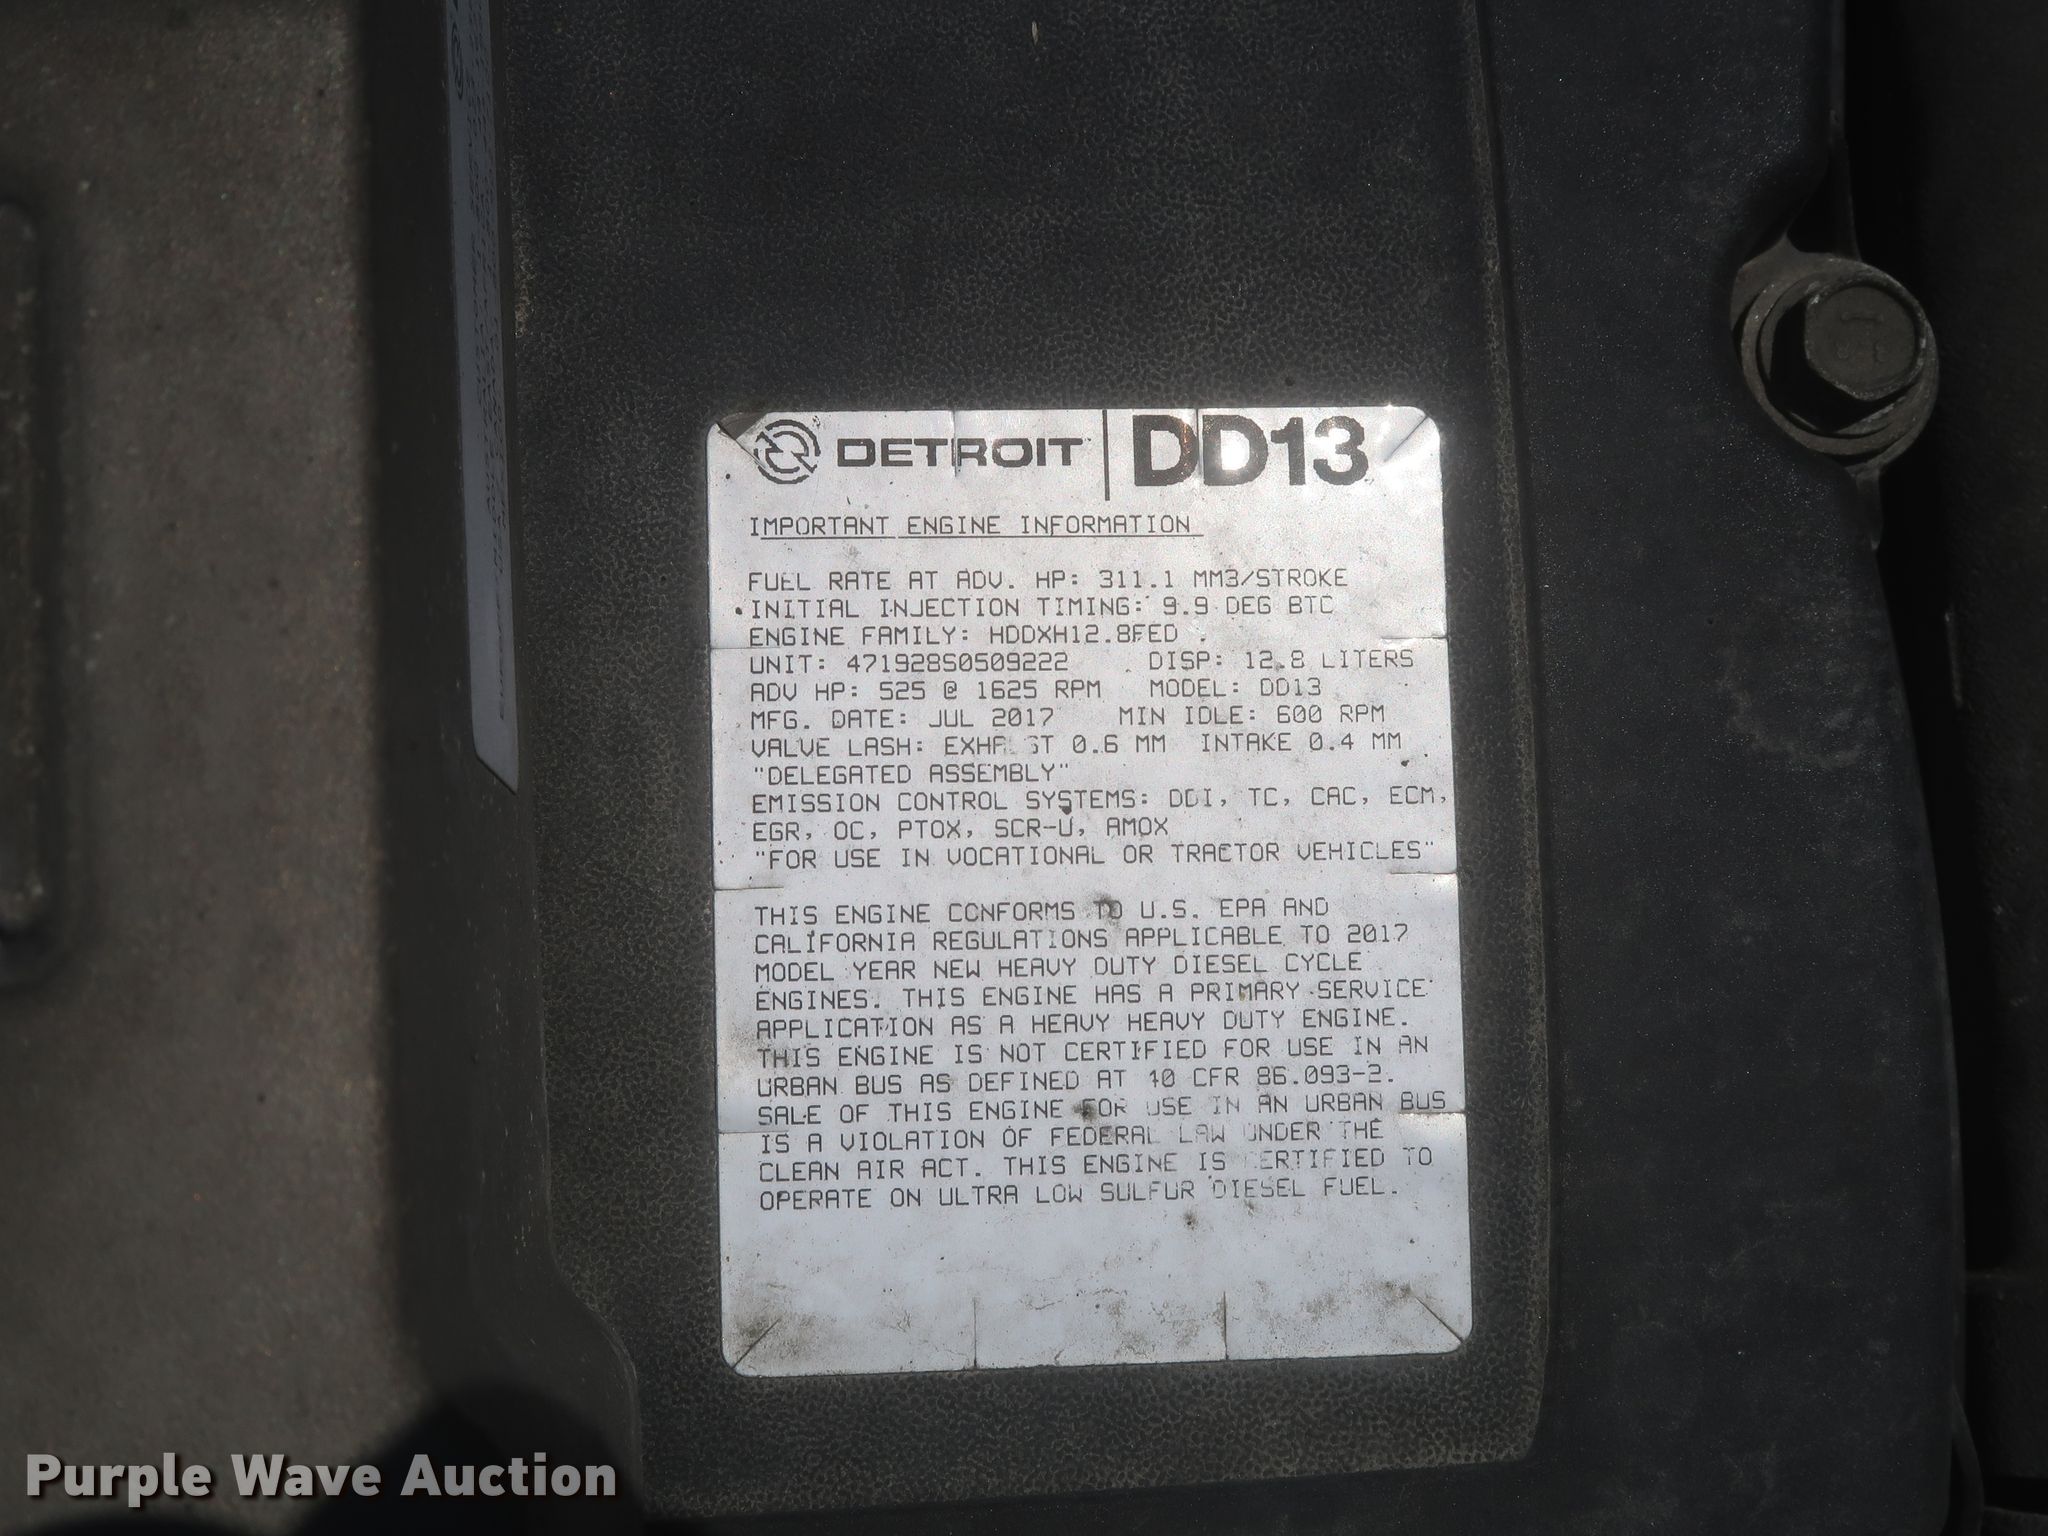 DETROIT DD13
IMPORTANT ENGINE INFORMATION
FUEL RATE AT ADV. HP: 311.1 MM3/STROKE
INITIAL INJECTION TIMING: 9.9 DEG BTC
ENGINE FAMILY: HDDXH12.8FED
UNIT: 471928S0509222 DISP: 12.8 LITERS
ADV HP: 525 @ 1625 RPM MODEL: DD13
MFG. DATE: JUL 2017 MIN IDLE: 600 RPM
VALVE LASH: EXHAUST 0.6 MM INTAKE 0.4 MM
"DELEGATED ASSEMBLY"
EMISSION CONTROL SYSTEMS: DDI, TC, CAC, ECM,
EGR, OC, PTOX, SCR-U, AMOX
"FOR USE IN VOCATIONAL OR TRACTOR VEHICLES"
THIS ENGINE CONFORMS TO U.S. EPA AND
CALIFORNIA REGULATIONS APPLICABLE TO 2017
MODEL YEAR NEW HEAVY DUTY DIESEL CYCLE
ENGINES. THIS ENGINE HAS A PRIMARY SERVICE
APPLICATION AS A HEAVY HEAVY DUTY ENGINE.
THIS ENGINE IS NOT CERTIFIED FOR USE IN AN
URBAN BUS AS DEFINED AT 40 CFR 86.093-2.
SALE OF THIS ENGINE FOR USE IN AN URBAN BUS
IS A VIOLATION OF FEDERAL LAW UNDER THE
CLEAN AIR ACT. THIS ENGINE IS CERTIFIED TO
OPERATE ON ULTRA LOW SULFUR DIESEL FUEL.
Purple Wave Auction